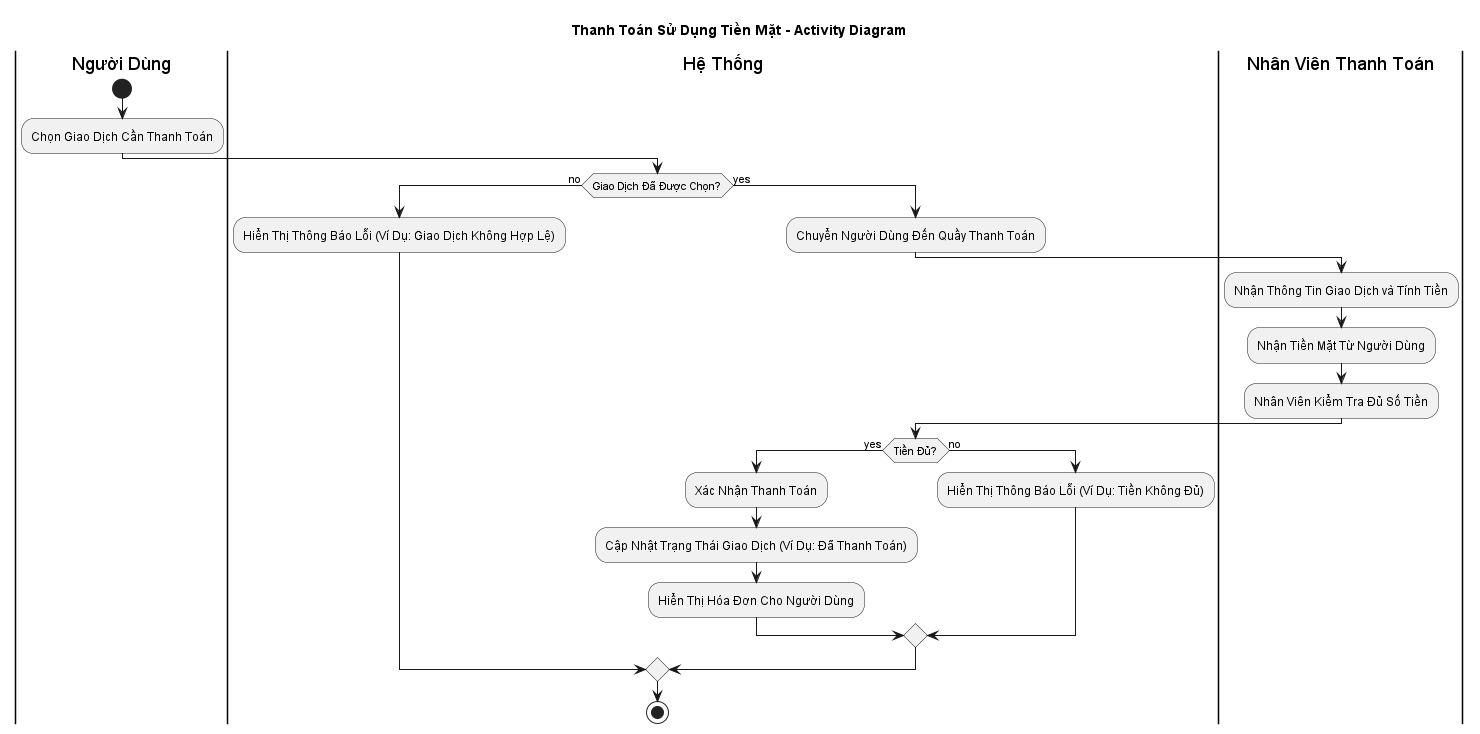 Thanh Toán Sử Dụng Tiền Mặt - Activity Diagram
Người Dùng
Hệ Thống
Nhân Viên Thanh Toán
Chọn Giao Dịch Cần Thanh Toán
no
Giao Dịch Đã Được Chọn?
yes
Hiển Thị Thông Báo Lỗi (Ví Dụ: Giao Dịch Không Hợp Lệ)
Chuyển Người Dùng Đến Quầy Thanh Toán
Nhận Thông Tin Giao Dịch và Tính Tiền
Nhận Tiền Mặt Từ Người Dùng
Nhân Viên Kiểm Tra Đủ Số Tiền
yes
Tiền Đủ?
no
Xác Nhận Thanh Toán
Hiển Thị Thông Báo Lỗi (Ví Dụ: Tiền Không Đủ)
Cập Nhật Trạng Thái Giao Dịch (Ví Dụ: Đã Thanh Toán)
Hiển Thị Hóa Đơn Cho Người Dùng